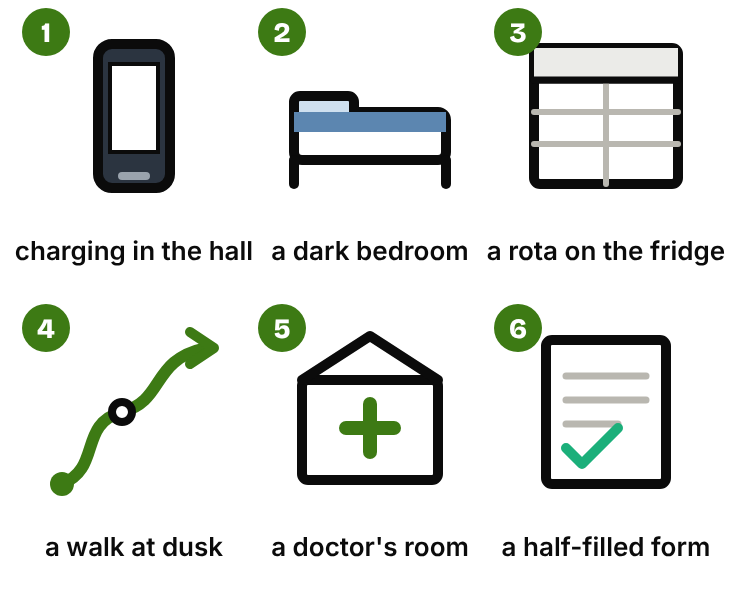 1
2
3
charging in the hall
a dark bedroom
a rota on the fridge
4
5
6
a walk at dusk
a doctor's room
a half-filled form